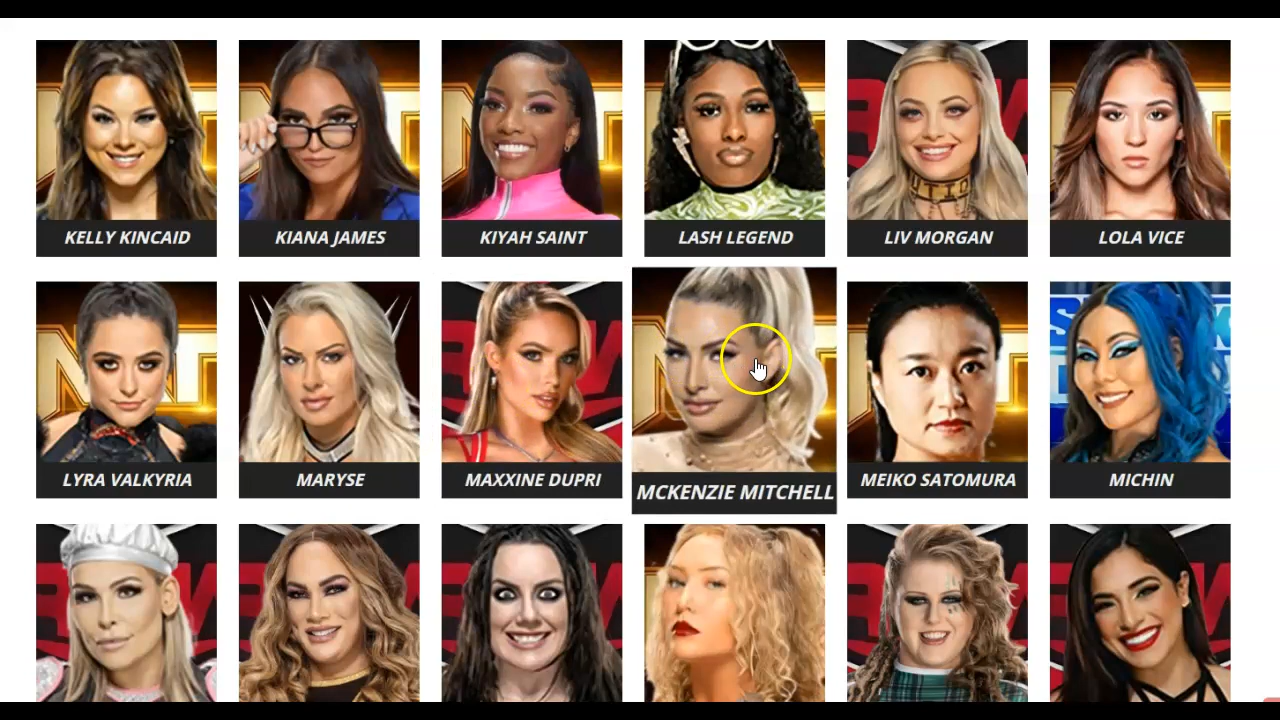 KELLY KINCAID
KIANA JAMES
KIYAH SAINT
LASH LEGEND
LIV MORGAN
LOLA VICE
LYRA VALKYRIA
MARYSE
MAXXINE DUPRI
MCKENZIE MITCHELL
MEIKO SATOMURA
MICHIN